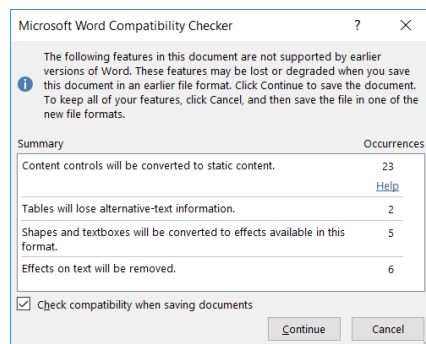 Microsoft Word Compatibility Checker ? ×
The following features in this document are not supported by earlier
versions of Word. These features may be lost or degraded when you save
this document in an earlier file format. Click Continue to save the document.
To keep all of your features, click Cancel, and then save the file in one of the
new file formats.
Summary Occurrences
Content controls will be converted to static content. 23
Help
Tables will lose alternative-text information. 2
Shapes and textboxes will be converted to effects available in this 5
format.
Effects on text will be removed. 6
Check compatibility when saving documents
Continue Cancel